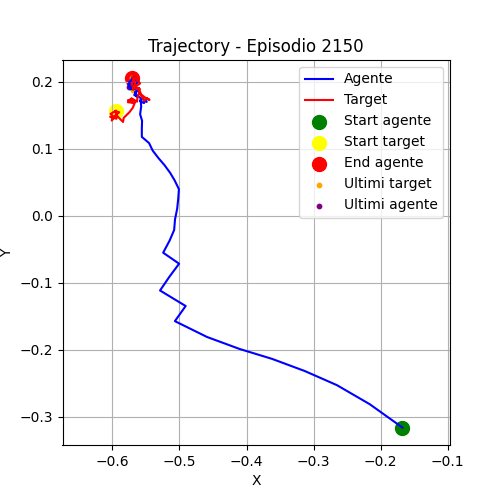 Trajectory - Episodio 2150
Agente
Target
Start agente
Start target
End agente
Ultimi target
Ultimi agente
0.2
0.1
0.0
−0.1
−0.2
−0.3
Y
−0.6
−0.5
−0.4
−0.3
−0.2
−0.1
X